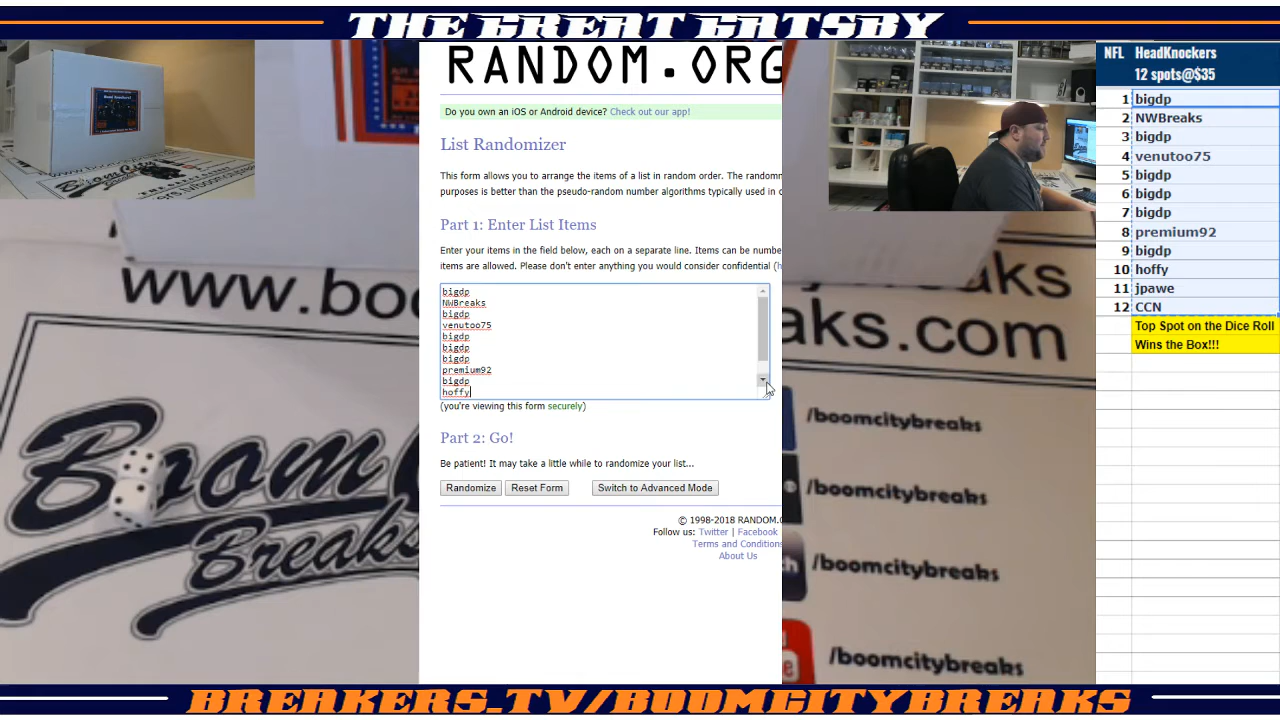 THE GREAT GATSBY
RANDOM.ORG
Do you own an iOS or Android device? Check out our app!
List Randomizer
This form allows you to arrange the items of a list in random order. The randomn
purposes is better than the pseudo-random number algorithms typically used in c
Part 1: Enter List Items
Enter your items in the field below, each on a separate line. Items can be numbe
items are allowed. Please don't enter anything you would consider confidential (h
bigdp
NWBreaks
bigdp
venutoo75
bigdp
bigdp
bigdp
premium92
bigdp
hoffy
(you're viewing this form securely)
Part 2: Go!
Be patient! It may take a little while to randomize your list...
Randomize Reset Form Switch to Advanced Mode
© 1998-2018 RANDOM.O
Follow us: Twitter | Facebook
Terms and Conditions
About Us
NFL HeadKnockers
12 spots@$35
1 bigdp
2 NWBreaks
3 bigdp
4 venutoo75
5 bigdp
6 bigdp
7 bigdp
8 premium92
9 bigdp
10 hoffy
11 jpawe
12 CCN
Top Spot on the Dice Roll
Wins the Box!!!
www.bo
eaks
aks.com
Boom
Breaks
/boomcitybreaks
/boomcitybreaks
/boomcitybreaks
/boomcitybreaks
BREAKERS.TV/BOOMCITYBREAKS